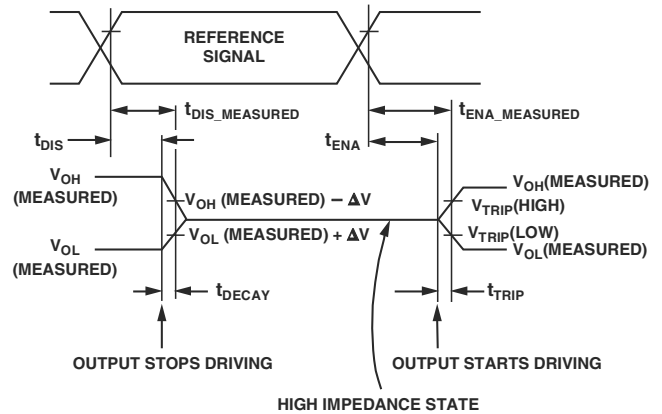 REFERENCE
SIGNAL
tDIS_MEASURED
tENA_MEASURED
tDIS
tENA
VOH
(MEASURED)
VOH (MEASURED) − ΔV
VOH(MEASURED)
VTRIP(HIGH)
VOL
(MEASURED)
VOL (MEASURED) + ΔV
VTRIP(LOW)
VOL(MEASURED)
tDECAY
tTRIP
OUTPUT STOPS DRIVING
OUTPUT STARTS DRIVING
HIGH IMPEDANCE STATE